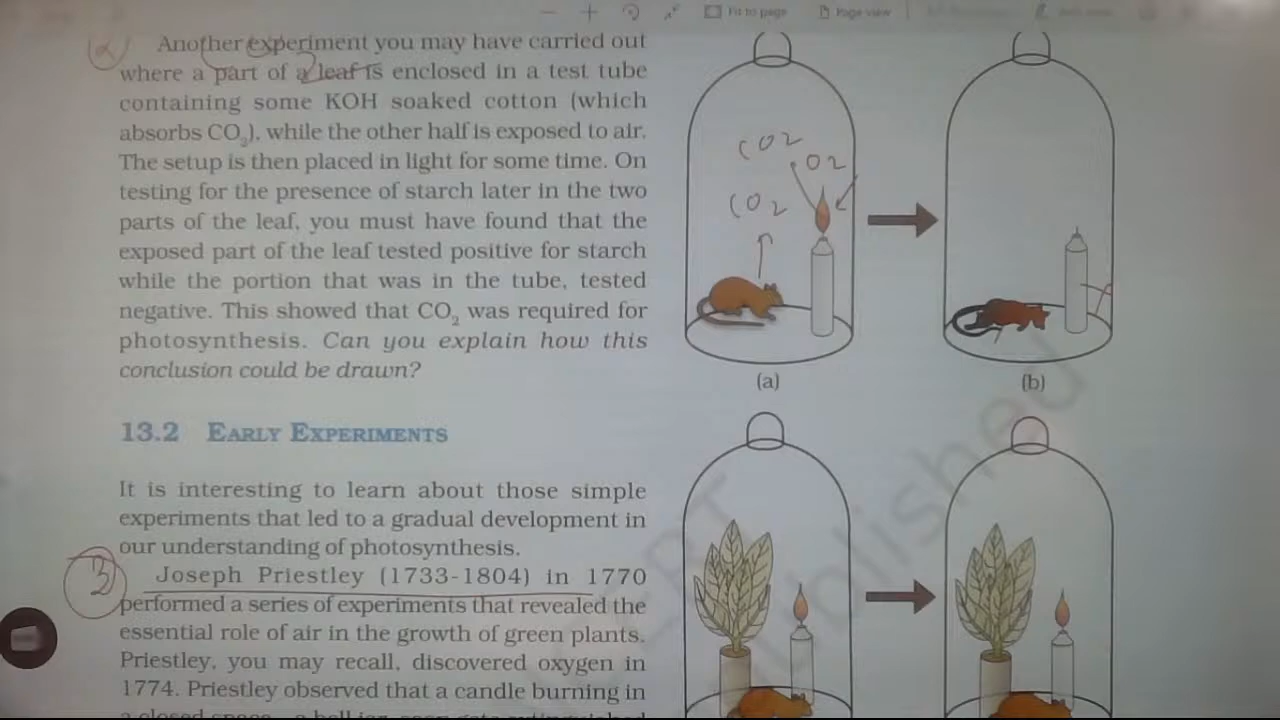 Fit to page
Page view
(2)
Another experiment you may have carried out
where a part of a leaf is enclosed in a test tube
containing some KOH soaked cotton (which
absorbs CO2), while the other half is exposed to air.
The setup is then placed in light for some time. On
testing for the presence of starch later in the two
parts of the leaf, you must have found that the
exposed part of the leaf tested positive for starch
while the portion that was in the tube, tested
negative. This showed that CO2 was required for
photosynthesis. Can you explain how this
conclusion could be drawn?
13.2 EARLY EXPERIMENTS
It is interesting to learn about those simple
experiments that led to a gradual development in
our understanding of photosynthesis.
3
Joseph Priestley (1733-1804) in 1770
performed a series of experiments that revealed the
essential role of air in the growth of green plants.
Priestley, you may recall, discovered oxygen in
1774. Priestley observed that a candle burning in
CO2
O2
CO2
(a)
(b)
published